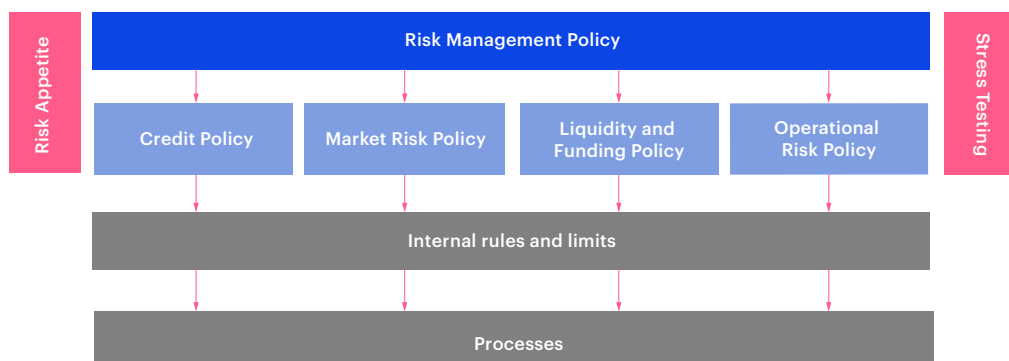 Risk Appetite
Risk Management Policy
Stress Testing
Credit Policy
Market Risk Policy
Liquidity and
Funding Policy
Operational
Risk Policy
Internal rules and limits
Processes